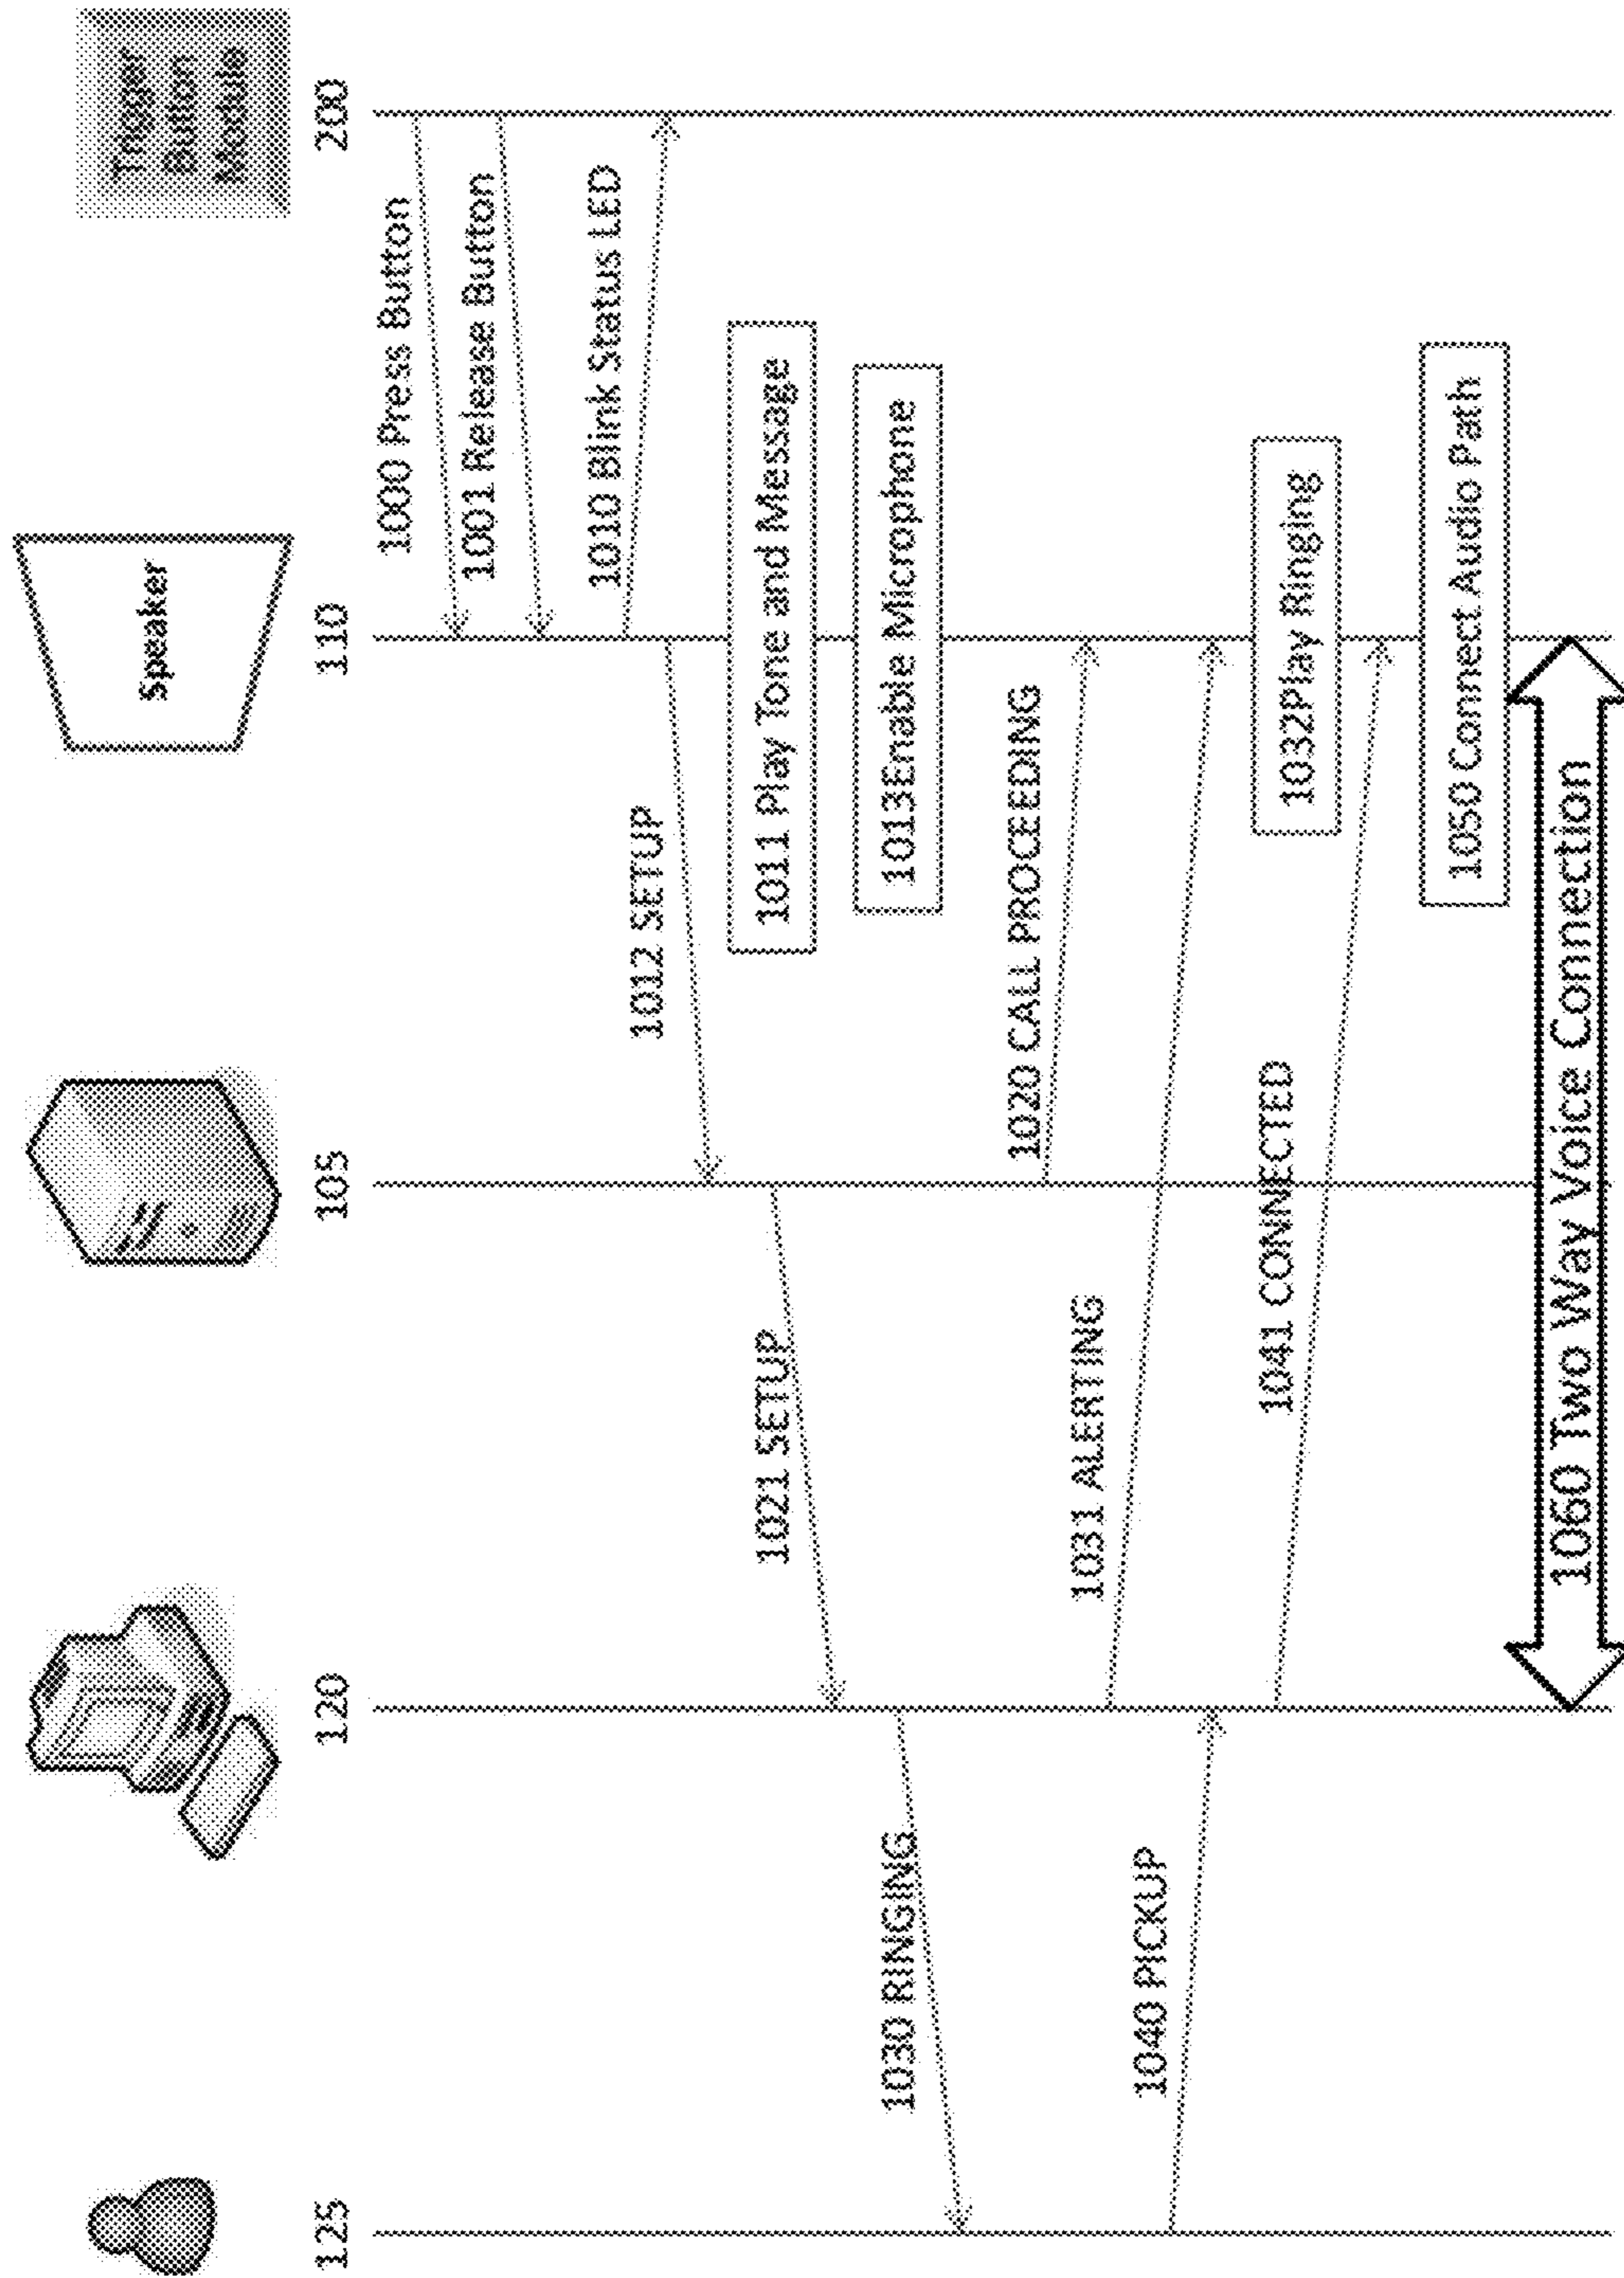 Speaker
Trigger
Button
Module
125
120
105
110
200
1000 Press Button
1001 Release Button
1010 Blink Status LED
1012 SETUP
1011 Play Tone and Message
1021 SETUP
1013Enable Microphone
1030 RINGING
1020 CALL PROCEEDING
1031 ALERTING
1040 PICKUP
1032Play Ringing
1041 CONNECTED
1050 Connect Audio Path
1060 Two Way Voice Connection